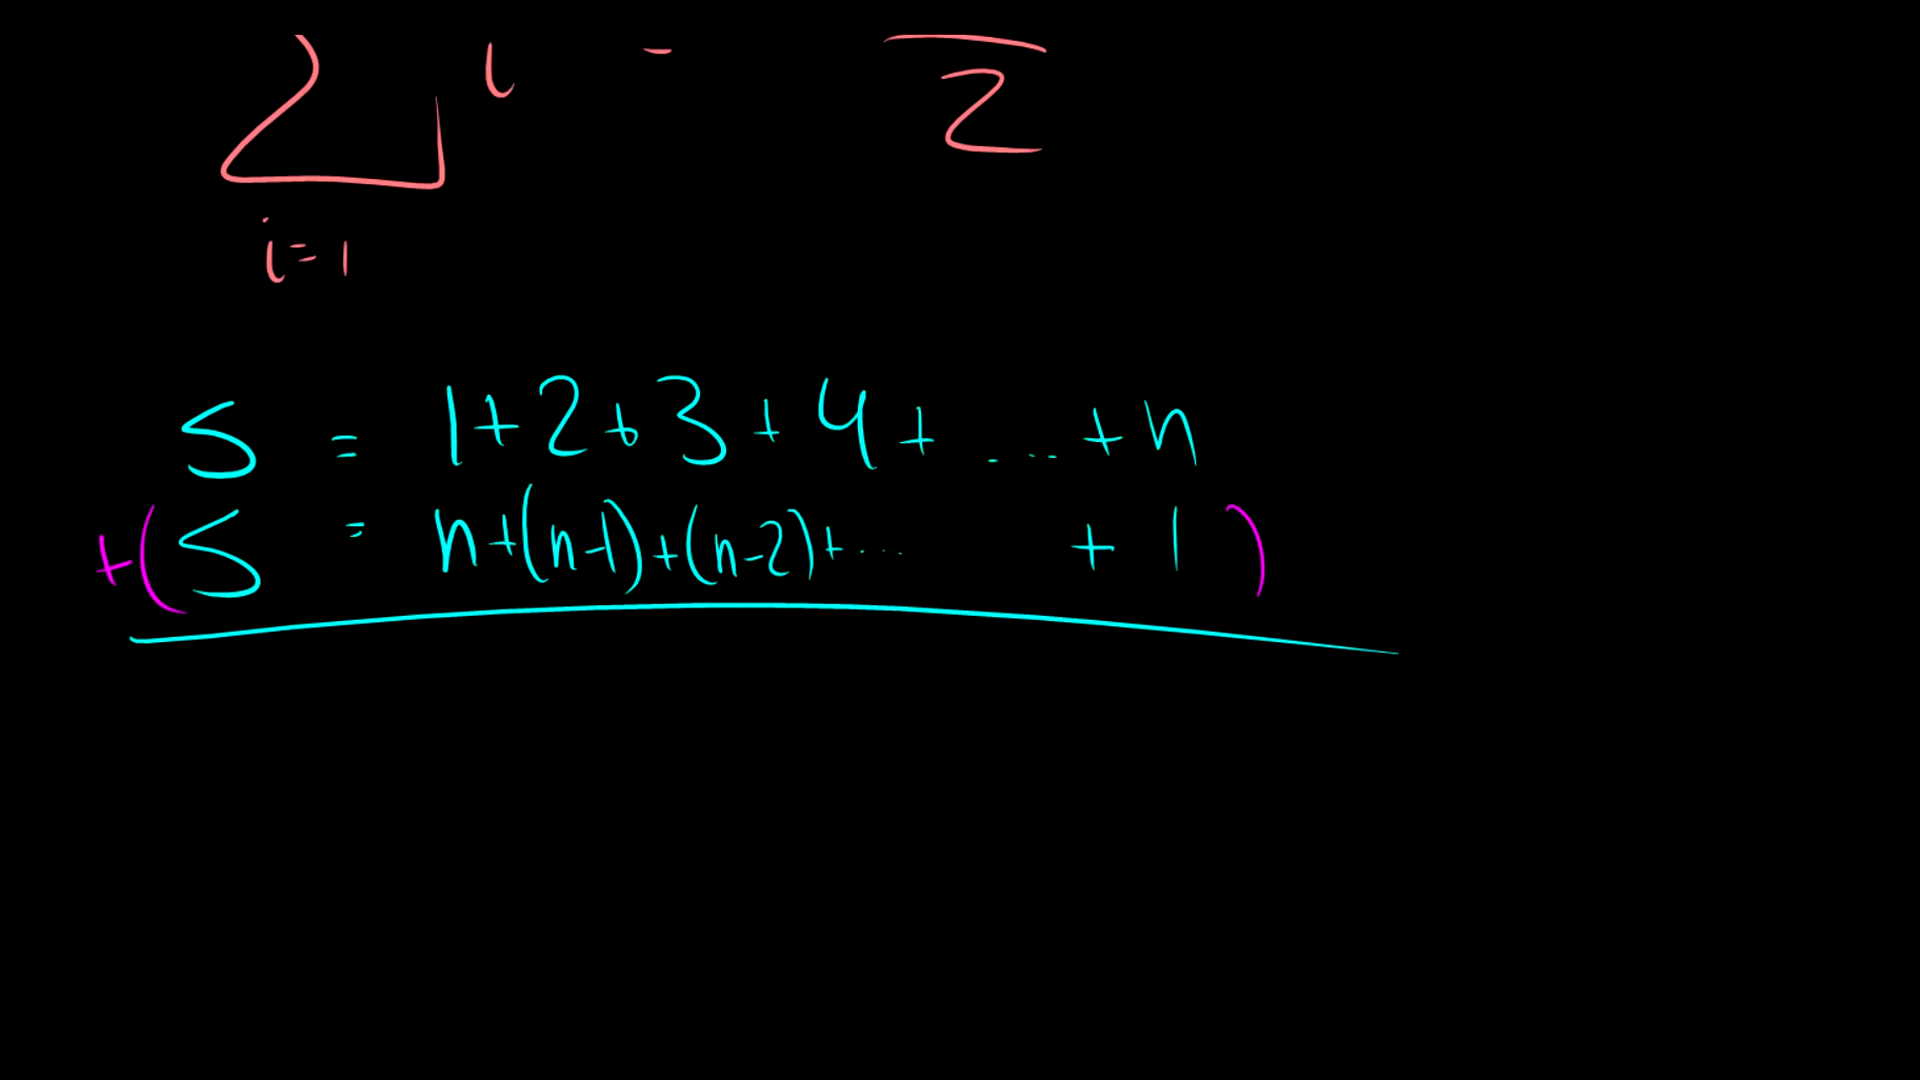 ∑ i = ‾2
i=1
S = 1+2+3+4+ ... +n
+(S = n+(n-1)+(n-2)+... + 1)